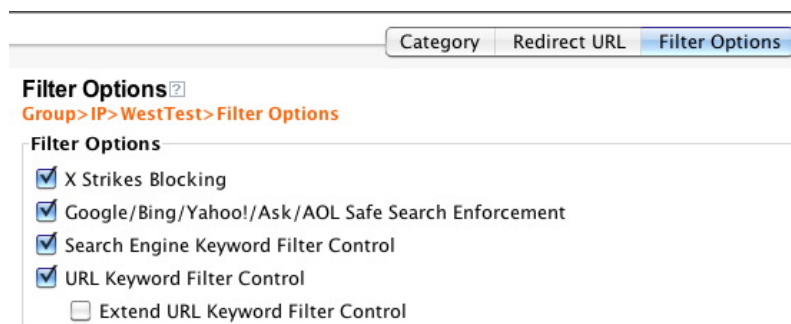 Category Redirect URL Filter Options
Filter Options?
Group>IP>WestTest>Filter Options
Filter Options
X Strikes Blocking
Google/Bing/Yahoo!/Ask/AOL Safe Search Enforcement
Search Engine Keyword Filter Control
URL Keyword Filter Control
Extend URL Keyword Filter Control